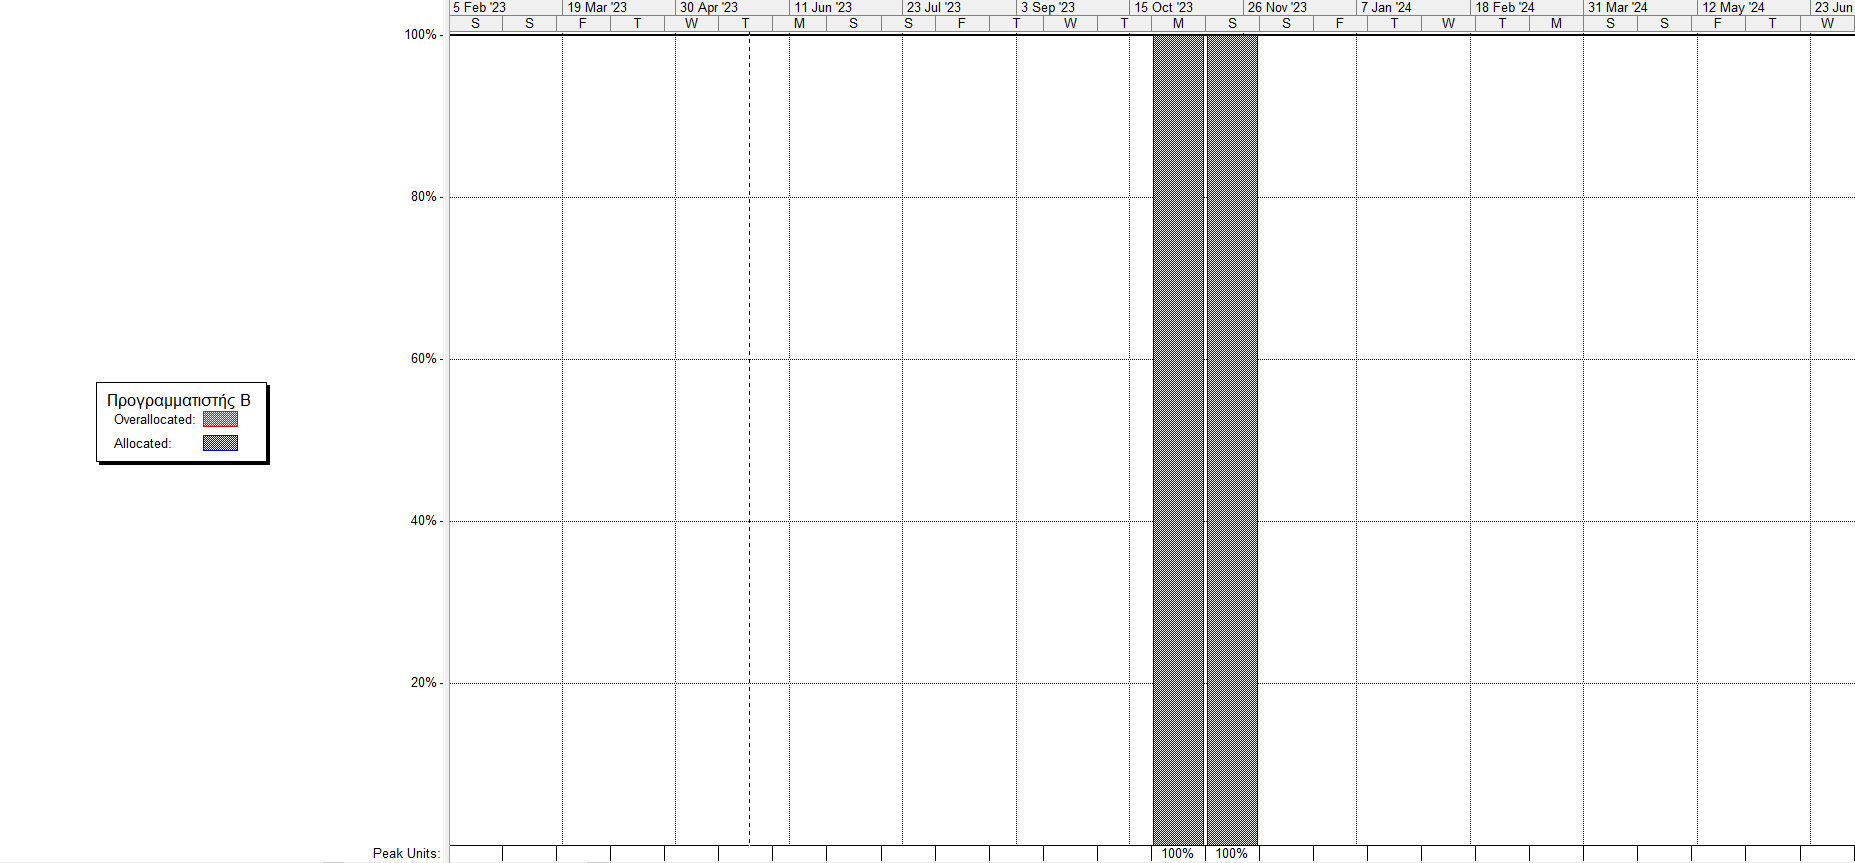 5 Feb '23 19 Mar '23 30 Apr '23 11 Jun '23 23 Jul '23 3 Sep '23 15 Oct '23 26 Nov '23 7 Jan '24 18 Feb '24 31 Mar '24 12 May '24 23 Jun
S S F T W T M S S F T W T M S S F T W T M S S F T W
100%
80%
60%
Προγραμματιστής Β
Overallocated:
Allocated:
40%
20%
Peak Units: 100% 100%